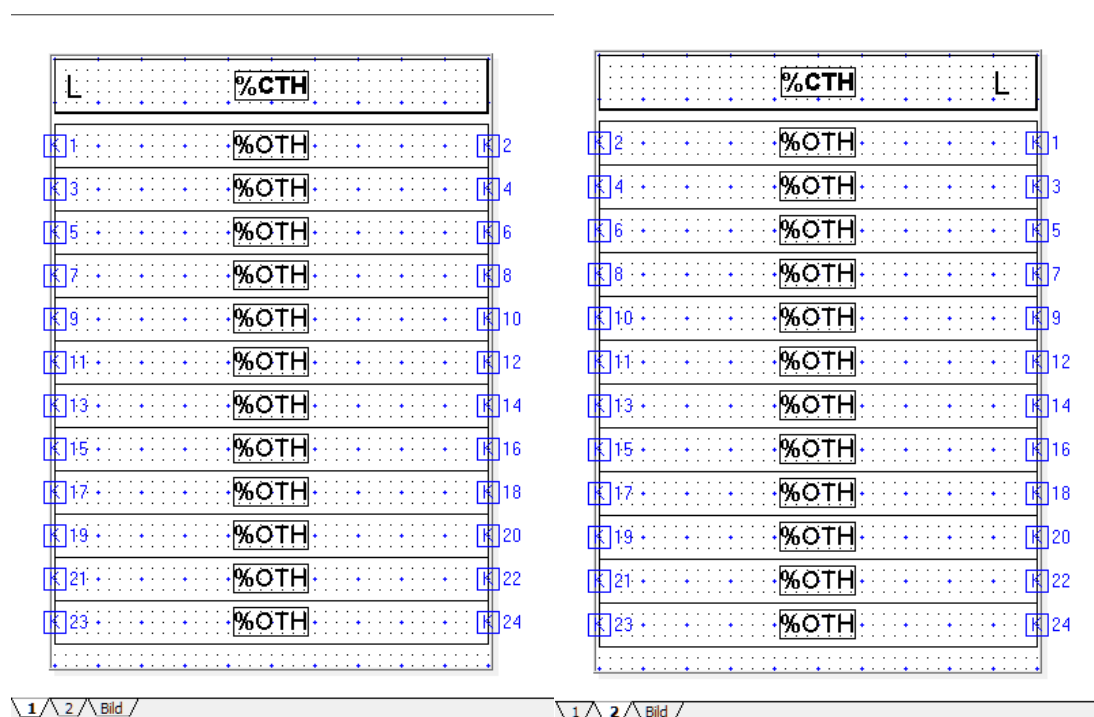 L %CTH
K 1 %OTH K 2
K 3 %OTH K 4
K 5 %OTH K 6
K 7 %OTH K 8
K 9 %OTH K 10
K 11 %OTH K 12
K 13 %OTH K 14
K 15 %OTH K 16
K 17 %OTH K 18
K 19 %OTH K 20
K 21 %OTH K 22
K 23 %OTH K 24
1 2 Bild
%CTH L
K 2 %OTH K 1
K 4 %OTH K 3
K 6 %OTH K 5
K 8 %OTH K 7
K 10 %OTH K 9
K 11 %OTH K 12
K 13 %OTH K 14
K 15 %OTH K 16
K 17 %OTH K 18
K 19 %OTH K 20
K 21 %OTH K 22
K 23 %OTH K 24
1 2 Bild